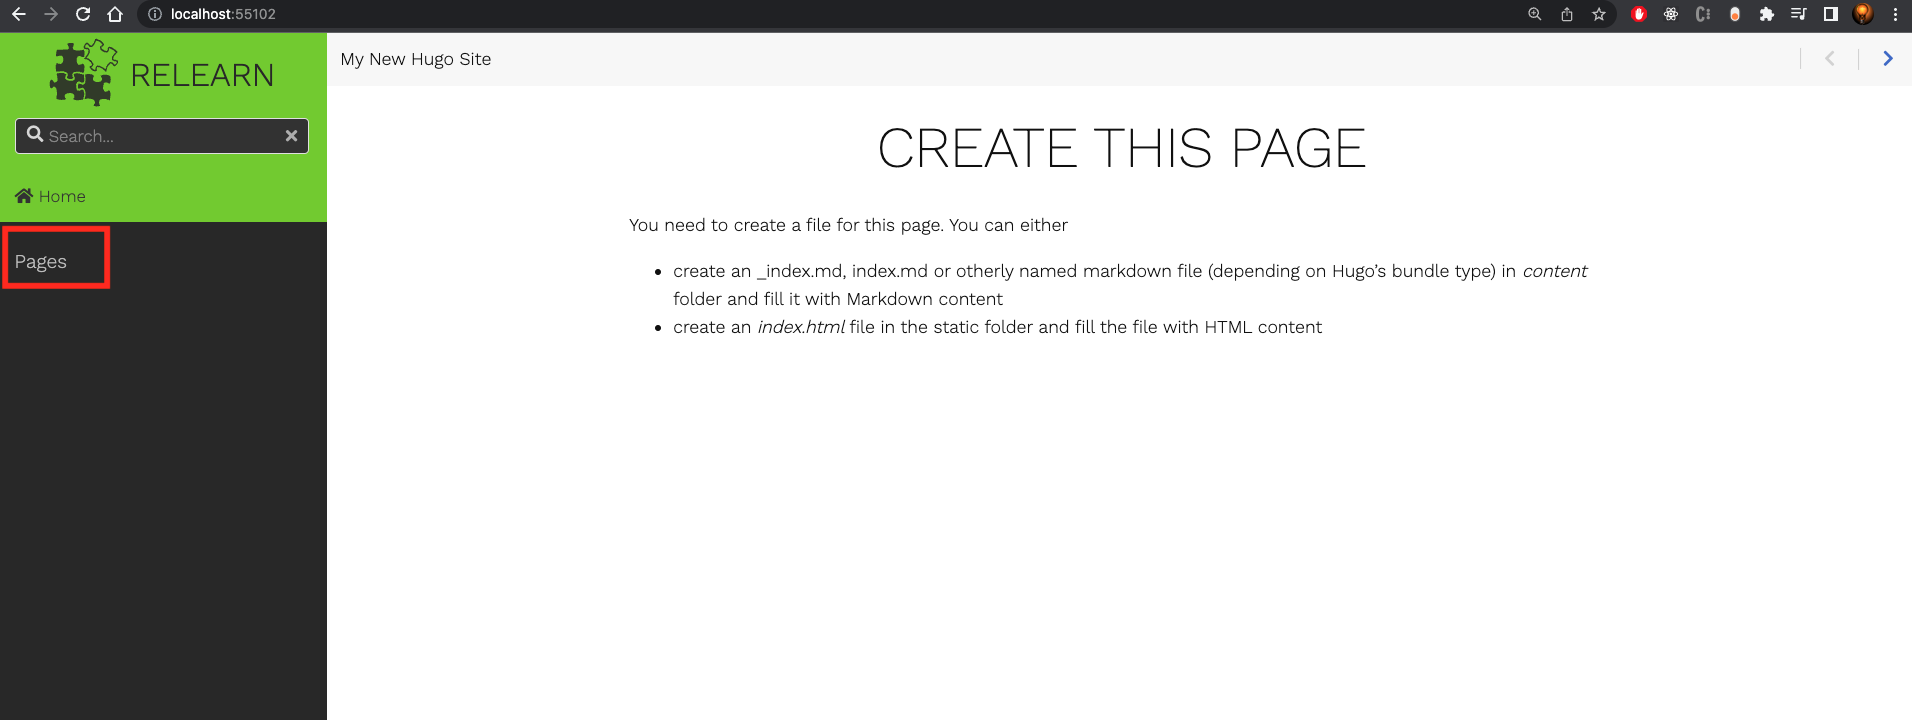 localhost:55102
RELEARN
Search...
Home
Pages
My New Hugo Site
CREATE THIS PAGE
You need to create a file for this page. You can either
create an _index.md, index.md or otherly named markdown file (depending on Hugo’s bundle type) in content
folder and fill it with Markdown content
create an index.html file in the static folder and fill the file with HTML content